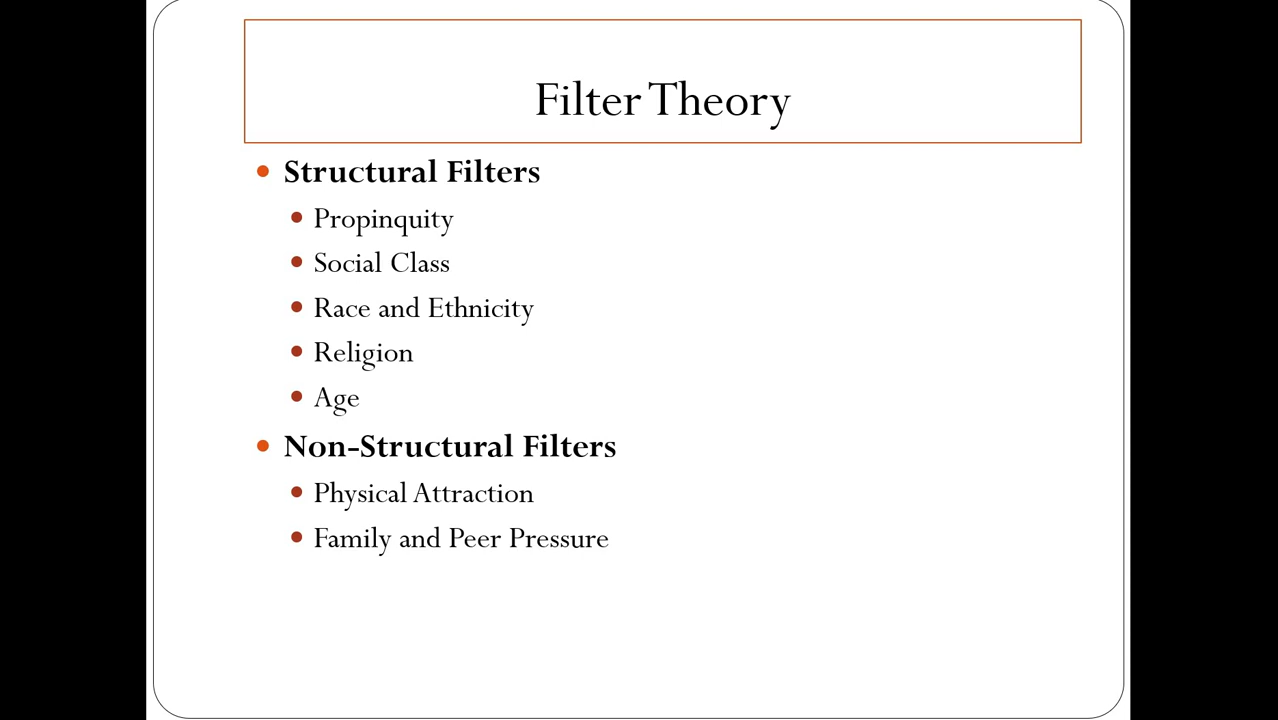 Filter Theory
Structural Filters
Propinquity
Social Class
Race and Ethnicity
Religion
Age
Non-Structural Filters
Physical Attraction
Family and Peer Pressure